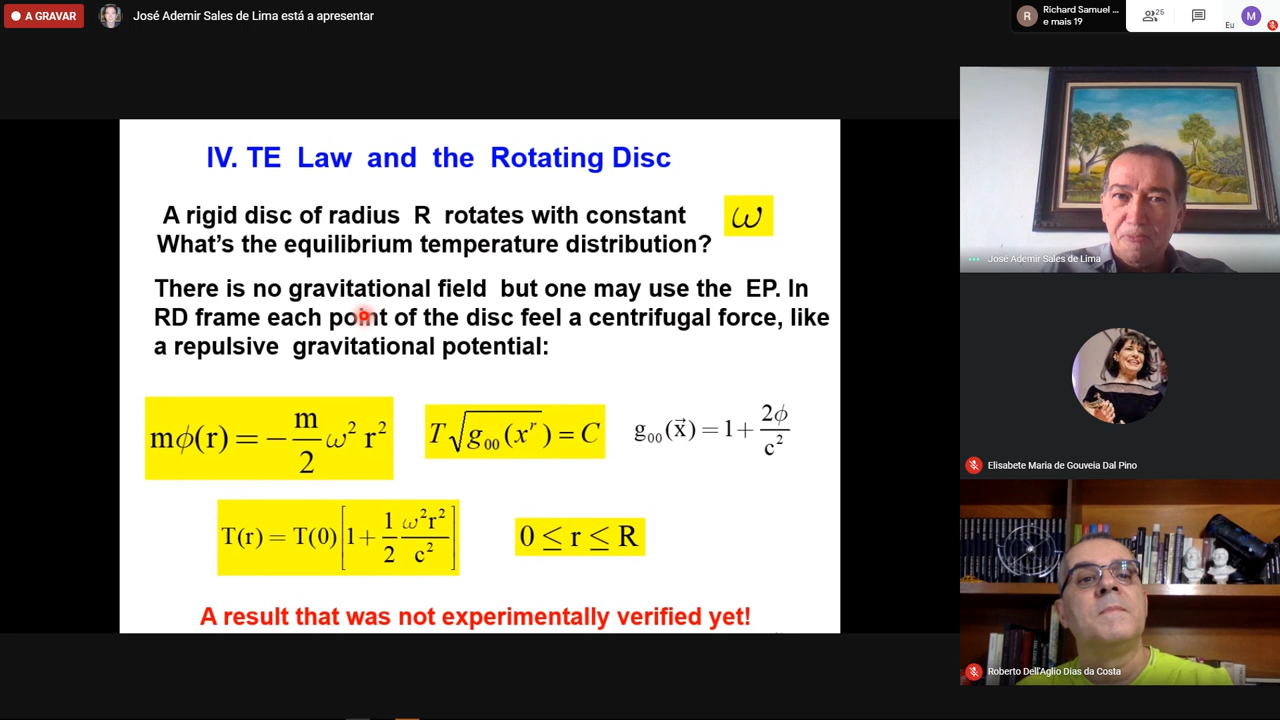 A GRAVAR
José Ademir Sales de Lima está a apresentar
R
Richard Samuel ...
e mais 19
25
Eu
M
IV. TE Law and the Rotating Disc
A rigid disc of radius R rotates with constant ω
What's the equilibrium temperature distribution?
There is no gravitational field but one may use the EP. In
RD frame each point of the disc feel a centrifugal force, like
a repulsive gravitational potential:
mϕ(r) = − m/2 ω² r²
T√g₀₀(xʳ) = C
g₀₀(x⃗) = 1 + 2ϕ/c²
T(r) = T(0)[1 + 1/2 ω²r²/c²]
0 ≤ r ≤ R
A result that was not experimentally verified yet!
José Ademir Sales de Lima
Elisabete Maria de Gouveia Dal Pino
Roberto Dell'Aglio Dias da Costa